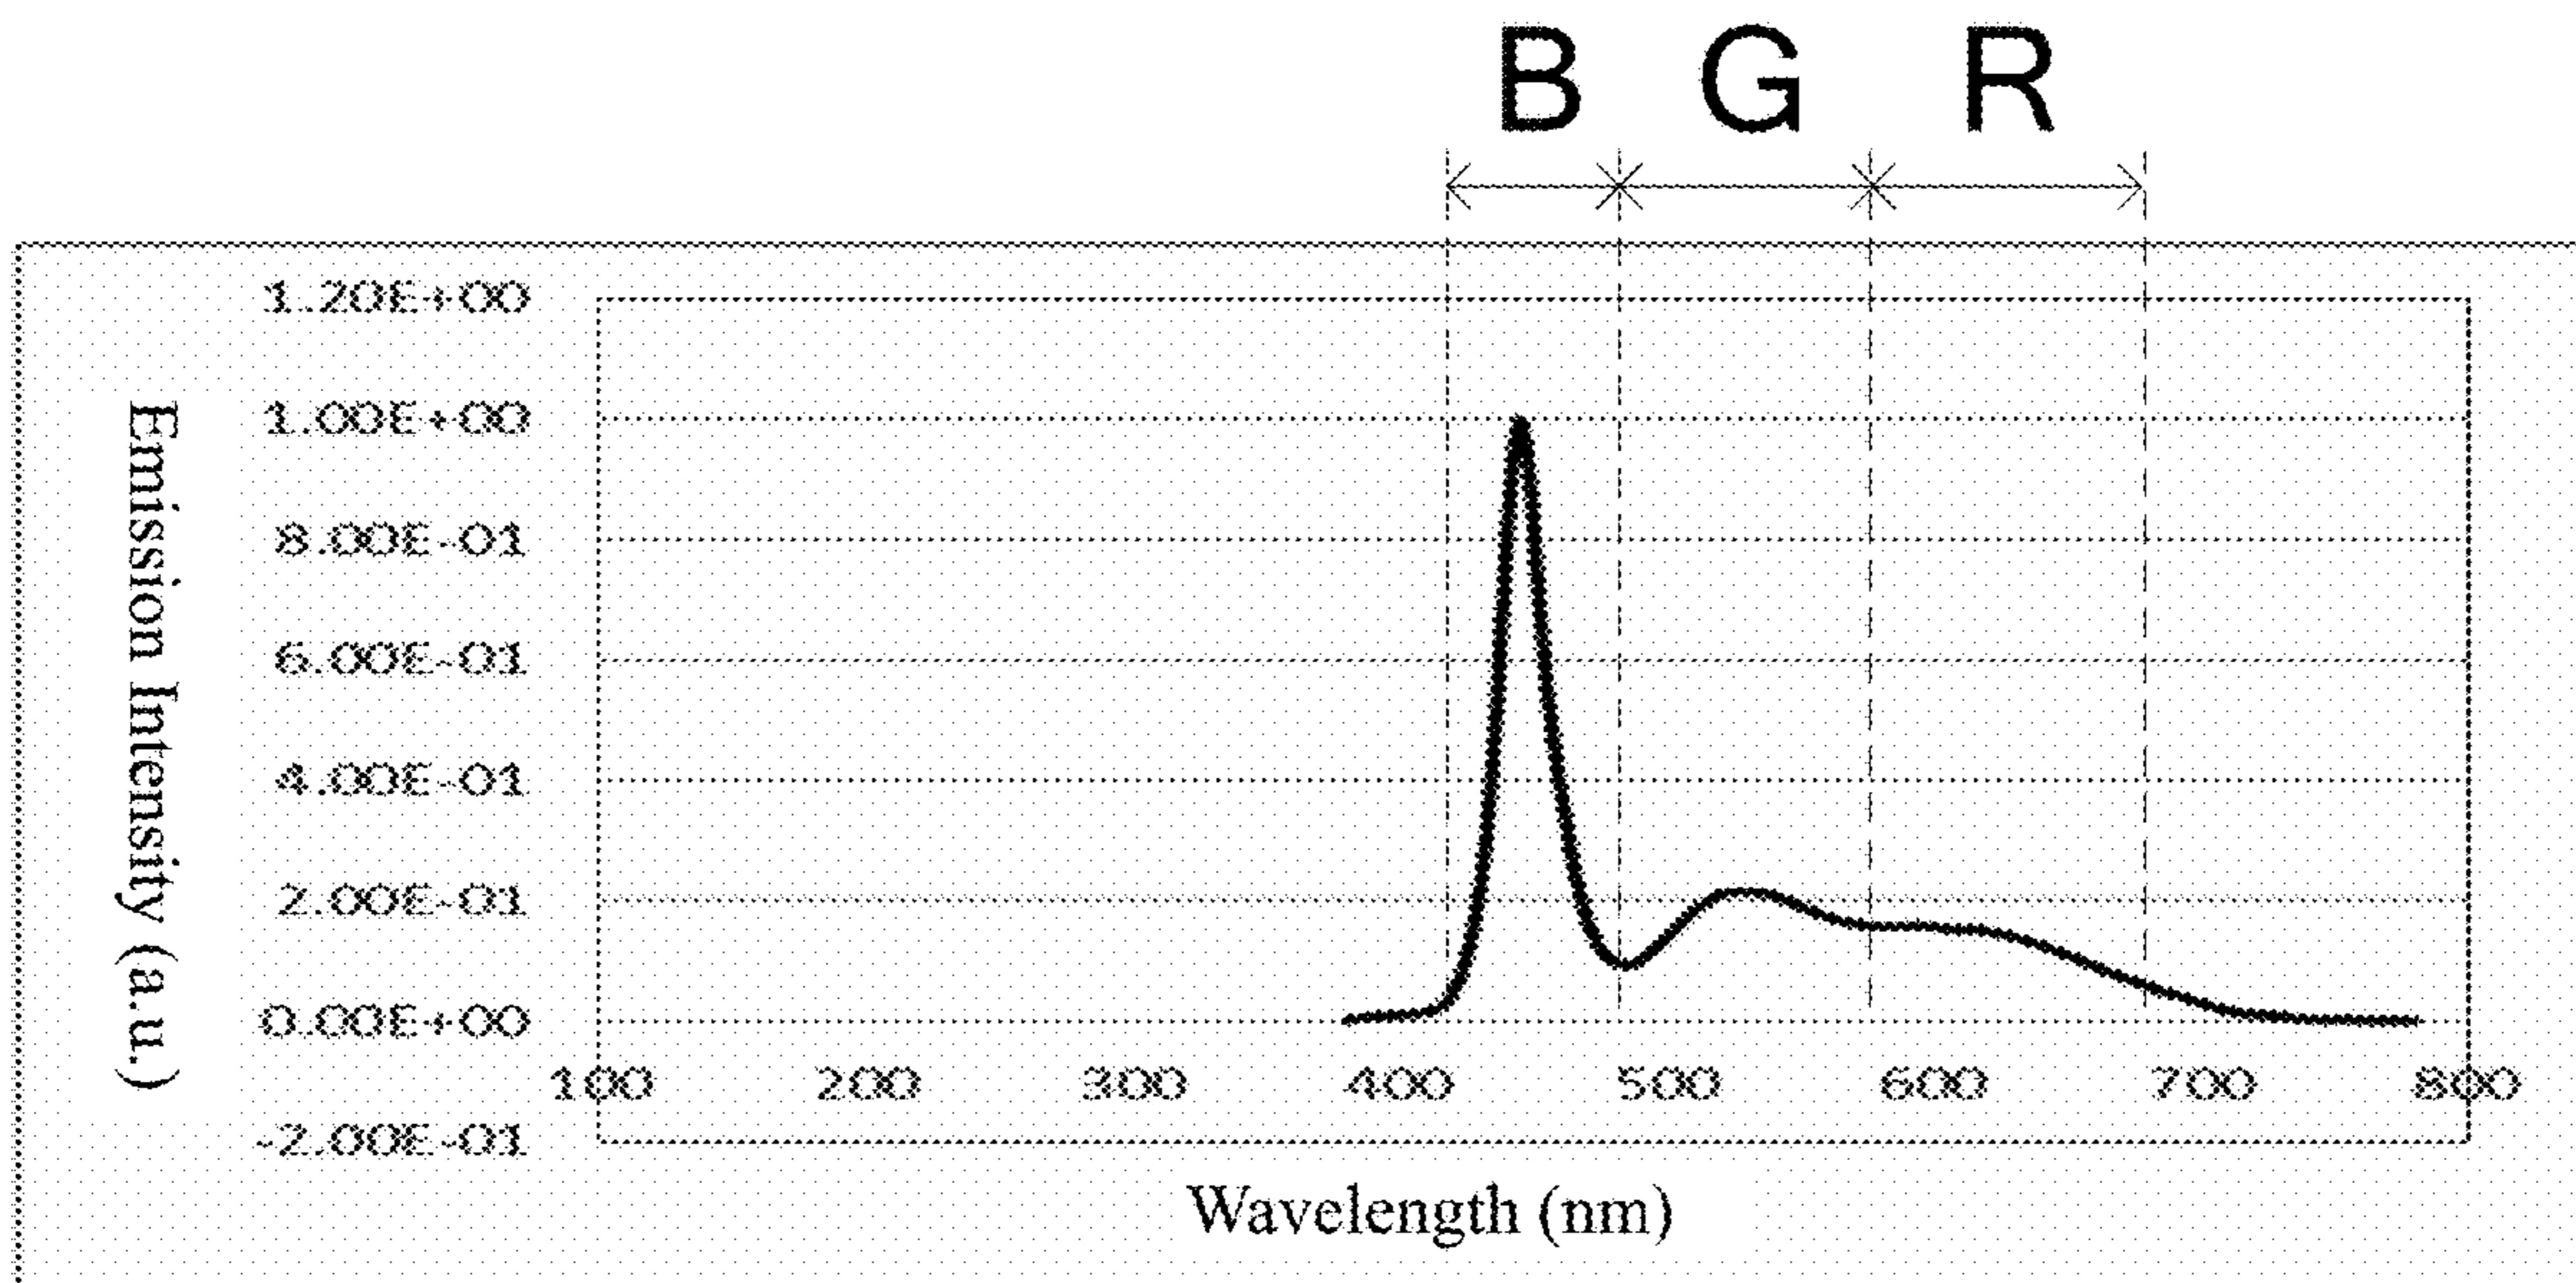 B G R
1.20E+00
1.00E+00
8.00E-01
6.00E-01
4.00E-01
2.00E-01
0.00E+00
-2.00E-01
Emission Intensity (a.u.)
100 200 300 400 500 600 700 800
Wavelength (nm)